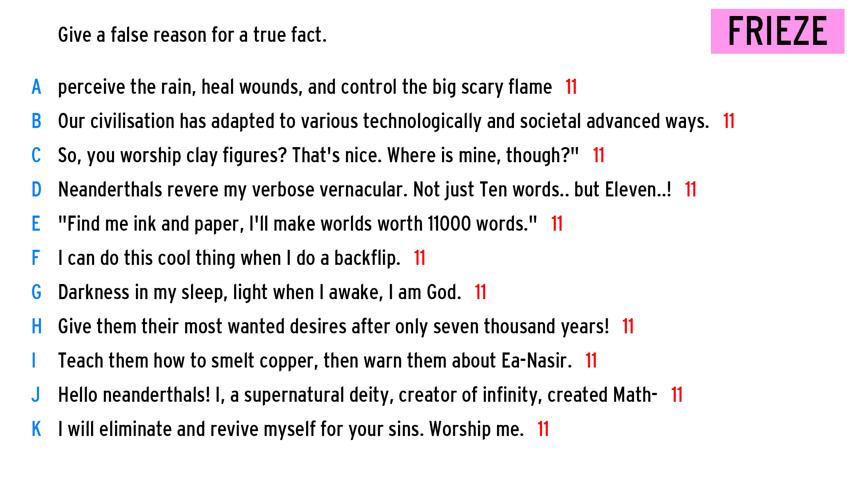 Give a false reason for a true fact.
FRIEZE
A perceive the rain, heal wounds, and control the big scary flame 11
B Our civilisation has adapted to various technologically and societal advanced ways. 11
C So, you worship clay figures? That's nice. Where is mine, though?" 11
D Neanderthals revere my verbose vernacular. Not just Ten words.. but Eleven..! 11
E "Find me ink and paper, I'll make worlds worth 11000 words." 11
F I can do this cool thing when I do a backflip. 11
G Darkness in my sleep, light when I awake, I am God. 11
H Give them their most wanted desires after only seven thousand years! 11
I Teach them how to smelt copper, then warn them about Ea-Nasir. 11
J Hello neanderthals! I, a supernatural deity, creator of infinity, created Math- 11
K I will eliminate and revive myself for your sins. Worship me. 11